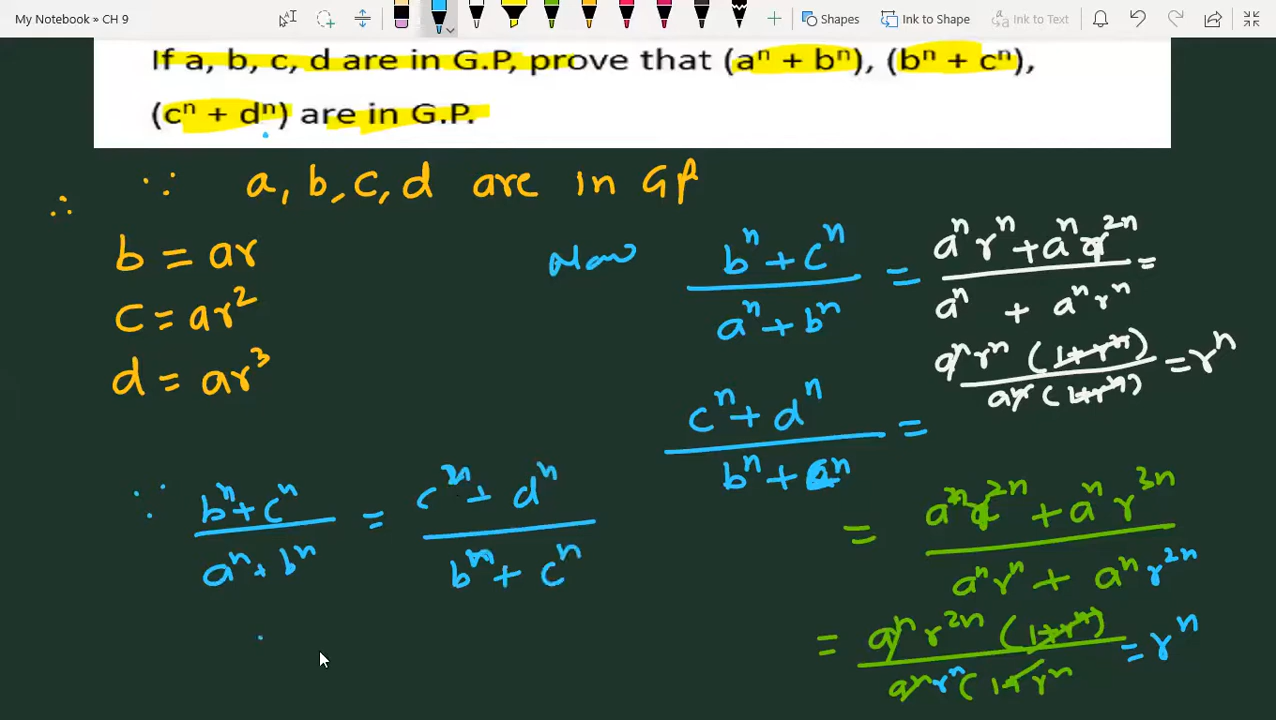 My Notebook » CH 9
Shapes
Ink to Shape
Ink to Text
If a, b, c, d are in G.P, prove that (aⁿ + bⁿ), (bⁿ + cⁿ),
(cⁿ + dⁿ) are in G.P.
∴ ∵ a, b, c, d are in GP
b = ar
c = ar²
d = ar³
Now (bⁿ + cⁿ)/(aⁿ + bⁿ) = (aⁿrⁿ + aⁿr²ⁿ)/(aⁿ + aⁿrⁿ) =
aⁿrⁿ(1+rⁿ)/aⁿ(1+rⁿ) = rⁿ
(cⁿ + dⁿ)/(bⁿ + cⁿ) =
= (aⁿr²ⁿ + aⁿr³ⁿ)/(aⁿrⁿ + aⁿr²ⁿ)
= aⁿr²ⁿ(1+rⁿ)/aⁿrⁿ(1+rⁿ = rⁿ
∵ (bⁿ+cⁿ)/(aⁿ+bⁿ) = (cⁿ + dⁿ)/(bⁿ + cⁿ)